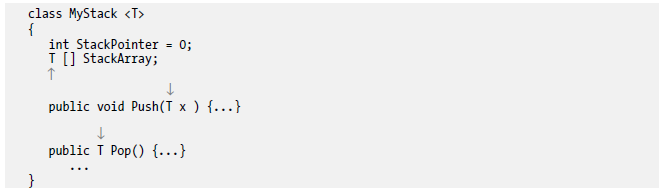 class MyStack <T>
{
int StackPointer = 0;
T [] StackArray;
↑
↓
public void Push(T x ) {...}
↓
public T Pop() {...}
...
}